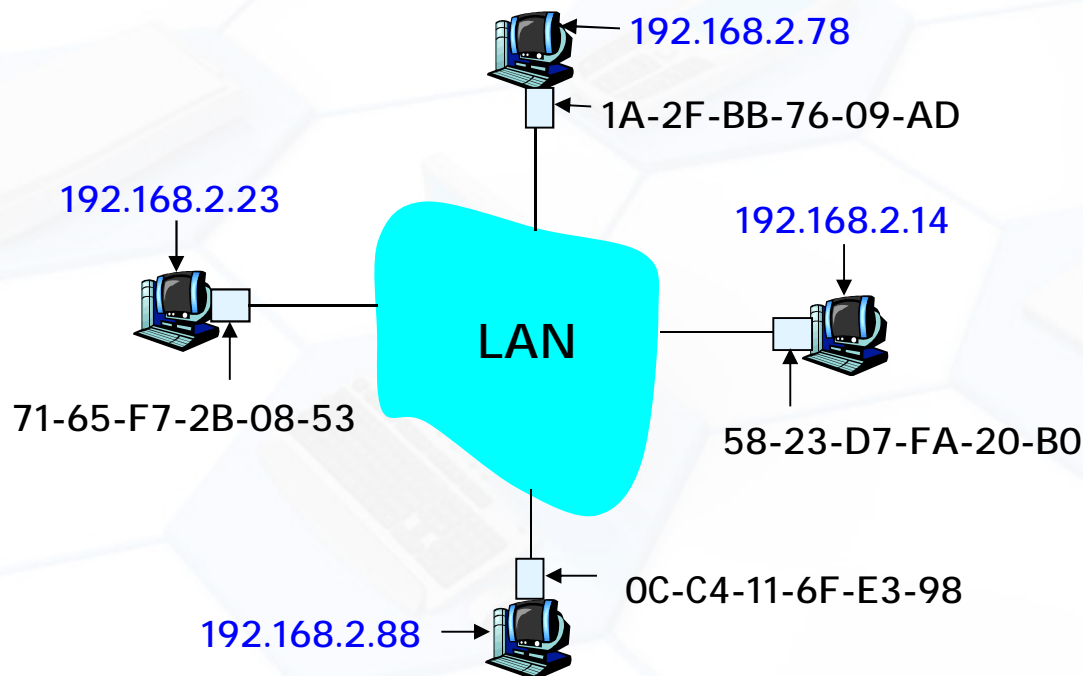 192.168.2.78
1A-2F-BB-76-09-AD
192.168.2.23
192.168.2.14
LAN
71-65-F7-2B-08-53
58-23-D7-FA-20-B0
0C-C4-11-6F-E3-98
192.168.2.88